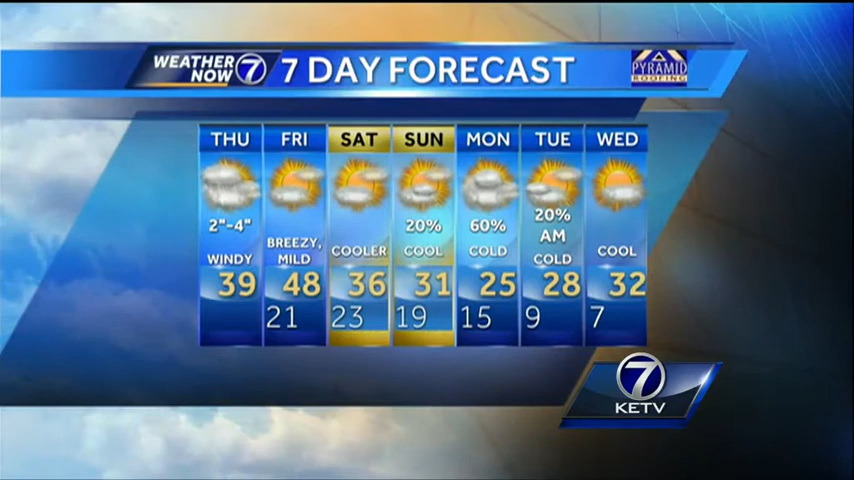 WEATHER NOW 7
7 DAY FORECAST
PYRAMID
ROOFING
THU FRI SAT SUN MON TUE WED
2"-4" 20% 60% 20% AM
WINDY BREEZY, MILD COOLER COOL COLD COLD COOL
39 48 36 31 25 28 32
21 23 19 15 9 7
7
KETV